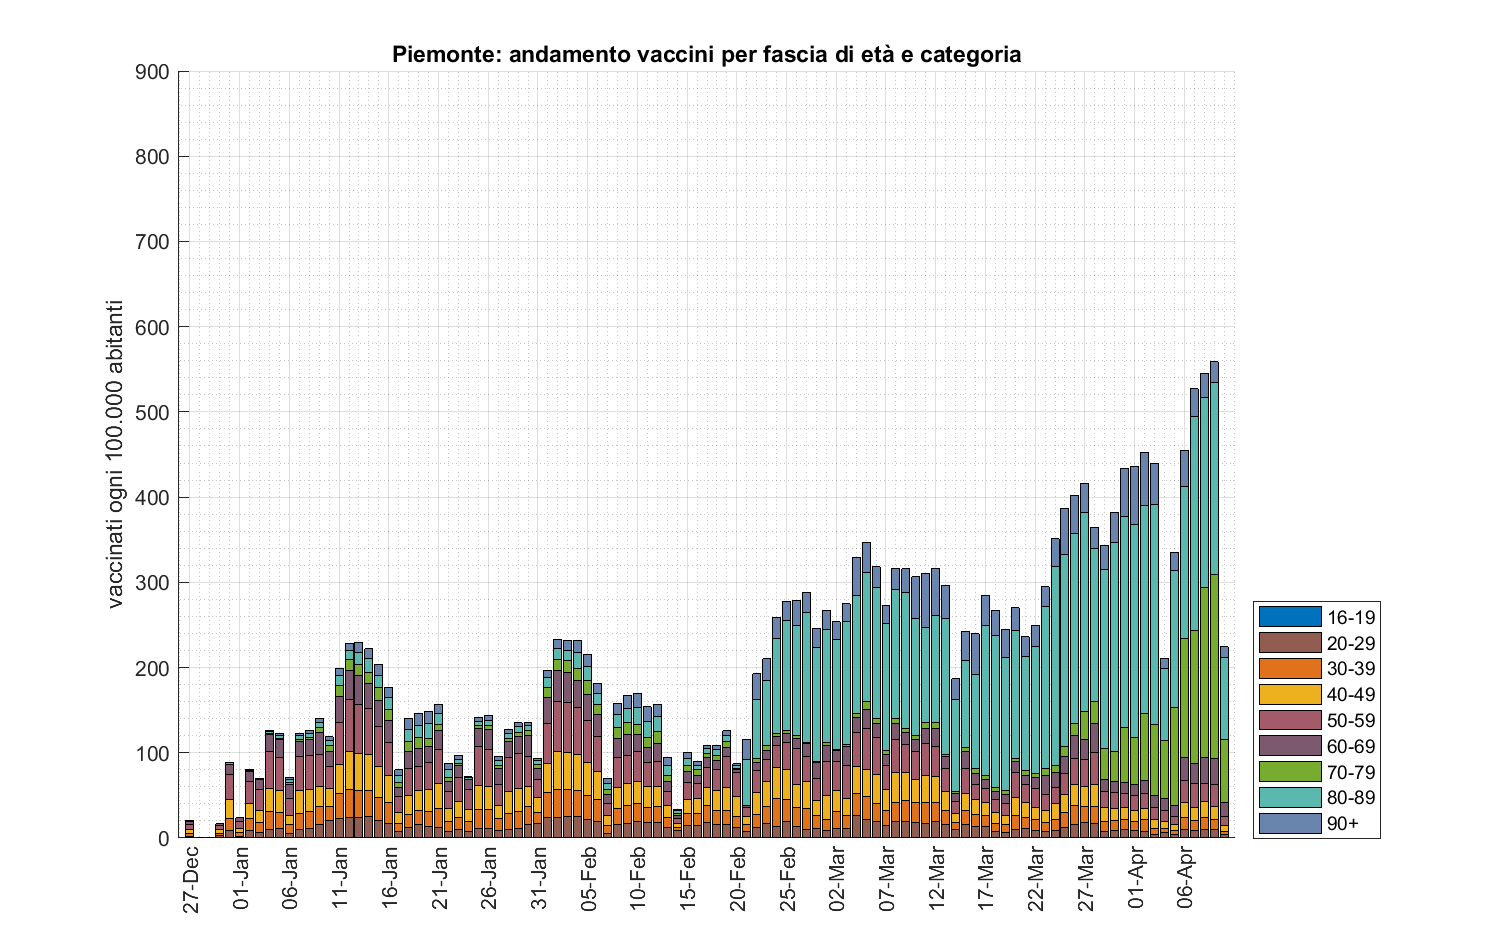 Piemonte: andamento vaccini per fascia di età e categoria
vaccinati ogni 100.000 abitanti
900
800
700
600
500
400
300
200
100
0
27-Dec
01-Jan
06-Jan
11-Jan
16-Jan
21-Jan
26-Jan
31-Jan
05-Feb
10-Feb
15-Feb
20-Feb
25-Feb
02-Mar
07-Mar
12-Mar
17-Mar
22-Mar
27-Mar
01-Apr
06-Apr
16-19
20-29
30-39
40-49
50-59
60-69
70-79
80-89
90+